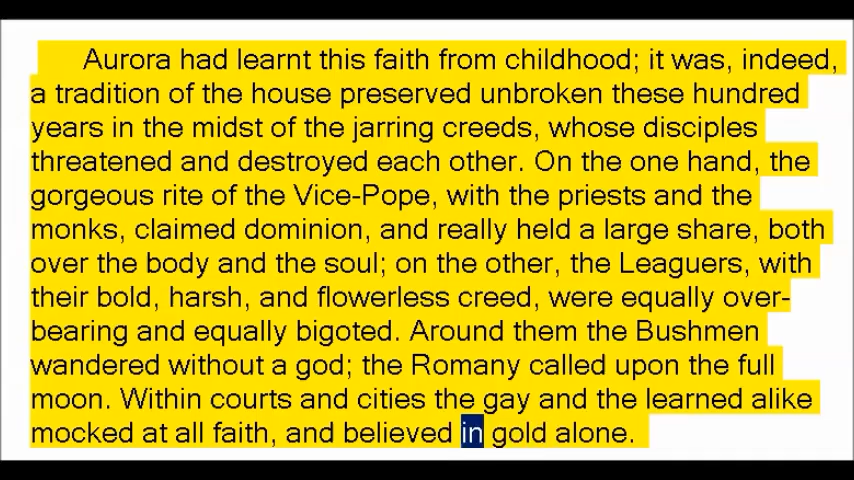 Aurora had learnt this faith from childhood; it was, indeed,
a tradition of the house preserved unbroken these hundred
years in the midst of the jarring creeds, whose disciples
threatened and destroyed each other. On the one hand, the
gorgeous rite of the Vice-Pope, with the priests and the
monks, claimed dominion, and really held a large share, both
over the body and the soul; on the other, the Leaguers, with
their bold, harsh, and flowerless creed, were equally over-
bearing and equally bigoted. Around them the Bushmen
wandered without a god; the Romany called upon the full
moon. Within courts and cities the gay and the learned alike
mocked at all faith, and believed in gold alone.